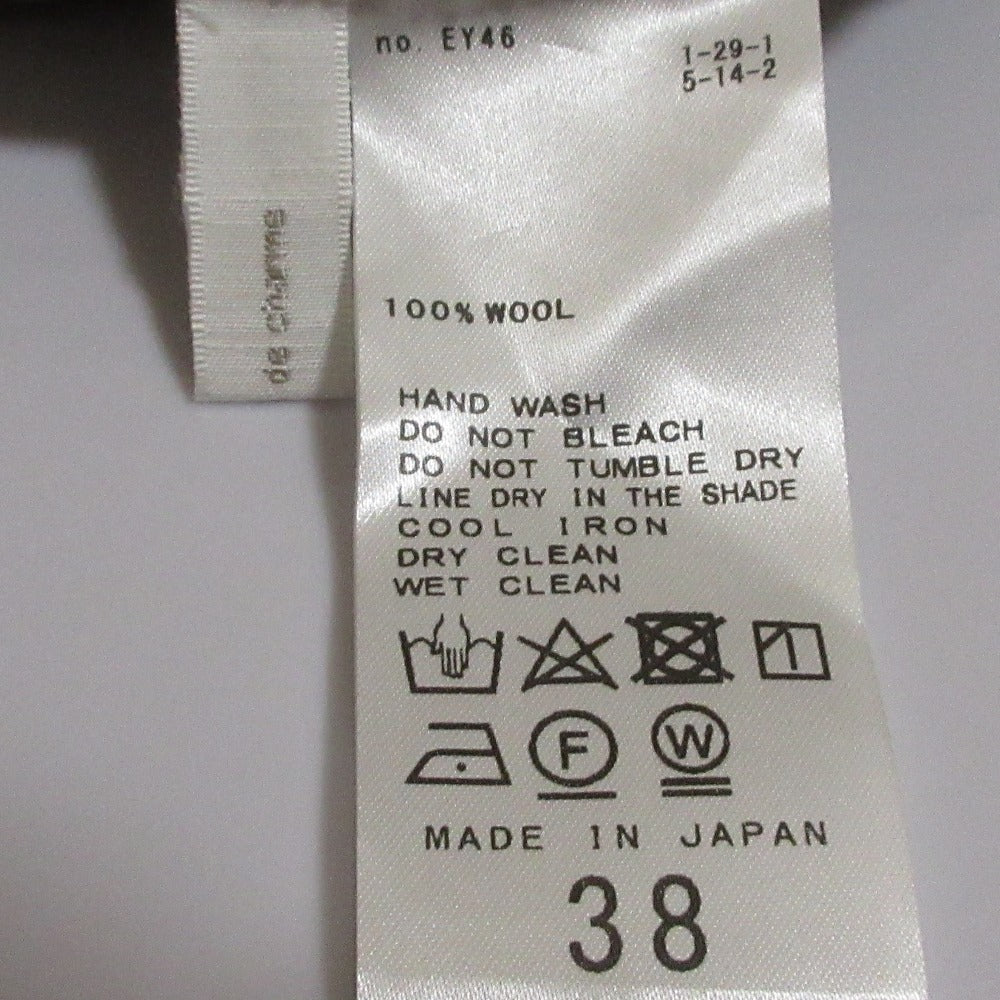 no. EY46
1-29-1
5-14-2
de charme
100% WOOL
HAND WASH
DO NOT BLEACH
DO NOT TUMBLE DRY
LINE DRY IN THE SHADE
COOL IRON
DRY CLEAN
WET CLEAN
F
W
MADE IN JAPAN
38